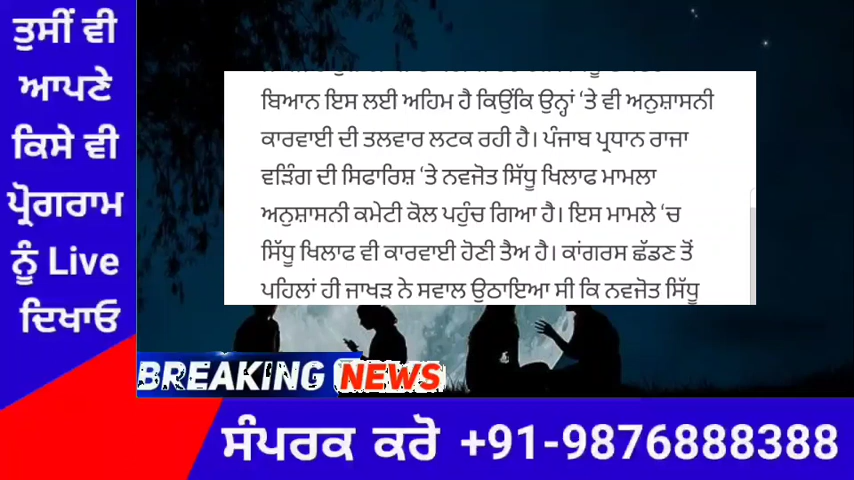 ਤੁਸੀਂ ਵੀ
ਆਪਣੇ
ਕਿਸੇ ਵੀ
ਪ੍ਰੋਗਰਾਮ
ਨੂੰ Live
ਦਿਖਾਓ
ਬਿਆਨ ਇਸ ਲਈ ਅਹਿਮ ਹੈ ਕਿਉਂਕਿ ਉਨ੍ਹਾਂ ‘ਤੇ ਵੀ ਅਨੁਸ਼ਾਸਨੀ
ਕਾਰਵਾਈ ਦੀ ਤਲਵਾਰ ਲਟਕ ਰਹੀ ਹੈ। ਪੰਜਾਬ ਪ੍ਰਧਾਨ ਰਾਜਾ
ਵੜਿੰਗ ਦੀ ਸਿਫਾਰਿਸ਼ ‘ਤੇ ਨਵਜੋਤ ਸਿੱਧੂ ਖਿਲਾਫ ਮਾਮਲਾ
ਅਨੁਸ਼ਾਸਨੀ ਕਮੇਟੀ ਕੋਲ ਪਹੁੰਚ ਗਿਆ ਹੈ। ਇਸ ਮਾਮਲੇ ‘ਚ
ਸਿੱਧੂ ਖਿਲਾਫ ਵੀ ਕਾਰਵਾਈ ਹੋਣੀ ਤੈਅ ਹੈ। ਕਾਂਗਰਸ ਛੱਡਣ ਤੋਂ
ਪਹਿਲਾਂ ਹੀ ਜਾਖੜ ਨੇ ਸਵਾਲ ਉਠਾਇਆ ਸੀ ਕਿ ਨਵਜੋਤ ਸਿੱਧੂ
BREAKING NEWS
ਸੰਪਰਕ ਕਰੋ +91-9876888388